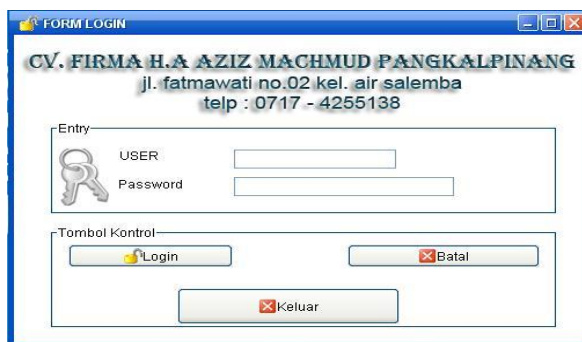 FORM LOGIN
CV. FIRMA H.A AZIZ MACHMUD PANGKALPINANG
jl. fatmawati no.02 kel. air salemba
telp : 0717 - 4255138
Entry
USER
Password
Tombol Kontrol
Login
Batal
Keluar